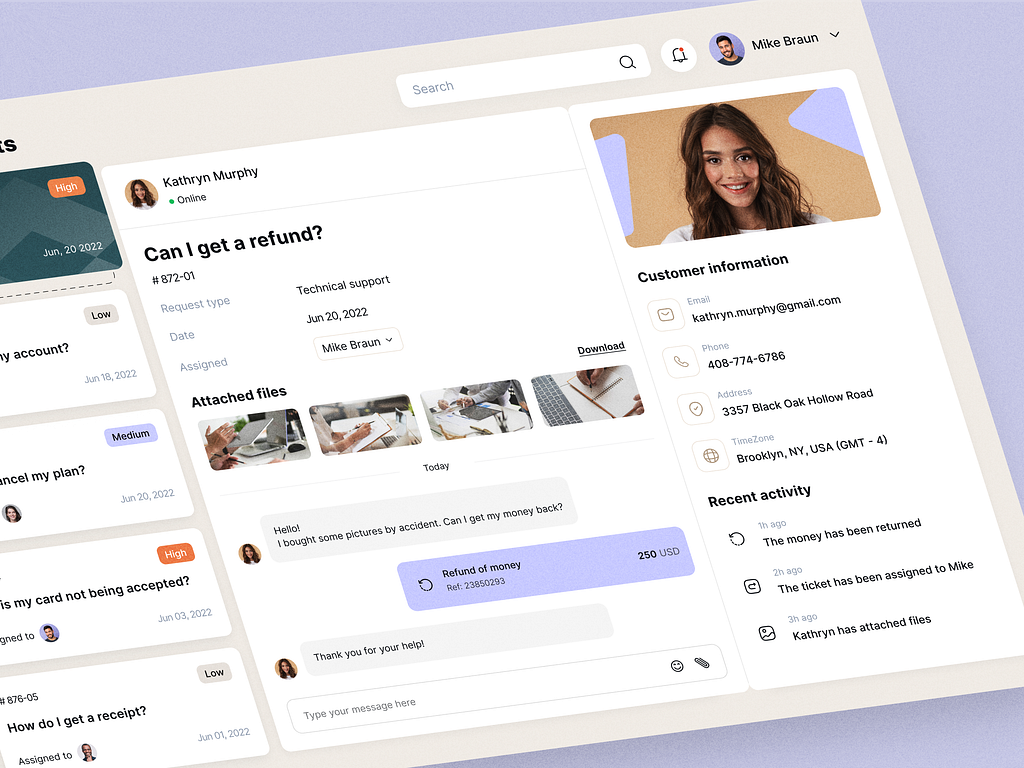 Search
Mike Braun
High
Jun, 20 2022
Low
my account?
Jun 18, 2022
Medium
my plan?
Jun 20, 2022
High
is my card not being accepted?
to
Jun 03, 2022
Low
# 876-05
How do I get a receipt?
Assigned to
Jun 01, 2022
Kathryn Murphy
Online
Can I get a refund?
# 872-01
Request type
Technical support
Date
Jun 20, 2022
Assigned
Mike Braun
Attached files
Download
Today
Hello!
I bought some pictures by accident. Can I get my money back?
Refund of money
Ref: 23850293
250 USD
Thank you for your help!
Type your message here
Customer information
Email
kathryn.murphy@gmail.com
Phone
408-774-6786
Address
3357 Black Oak Hollow Road
TimeZone
Brooklyn, NY, USA (GMT - 4)
Recent activity
1h ago
The money has been returned
2h ago
The ticket has been assigned to Mike
3h ago
Kathryn has attached files